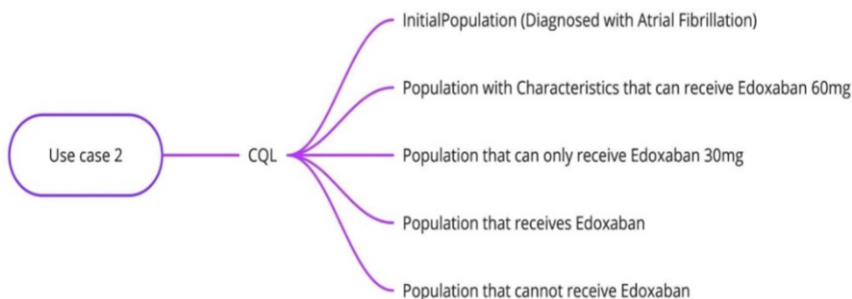 InitialPopulation (Diagnosed with Atrial Fibrillation)
Population with Characteristics that can receive Edoxaban 60mg
Use case 2
CQL
Population that can only receive Edoxaban 30mg
Population that receives Edoxaban
Population that cannot receive Edoxaban